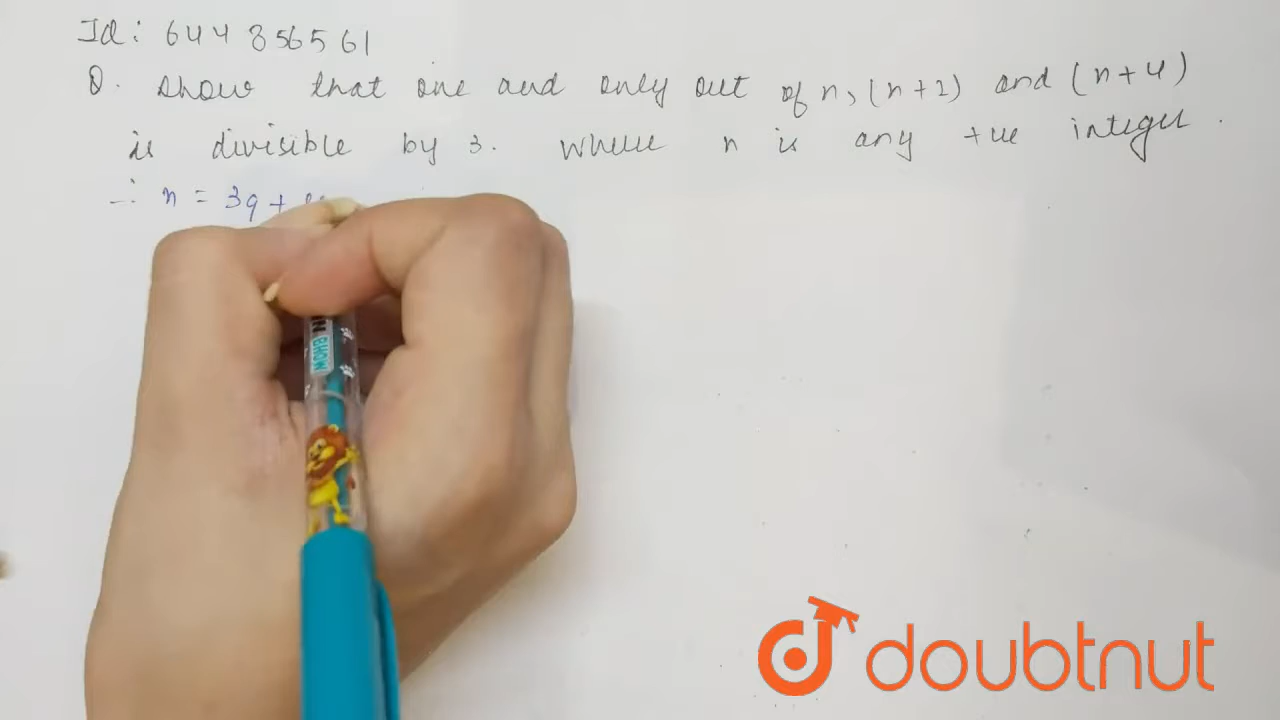 Id: 644856561
Q. show that one and only out of n, (n+2) and (n+4)
is divisible by 3. where n is any +ve integer.
∴ n = 3q +
SHOW
doubtnut